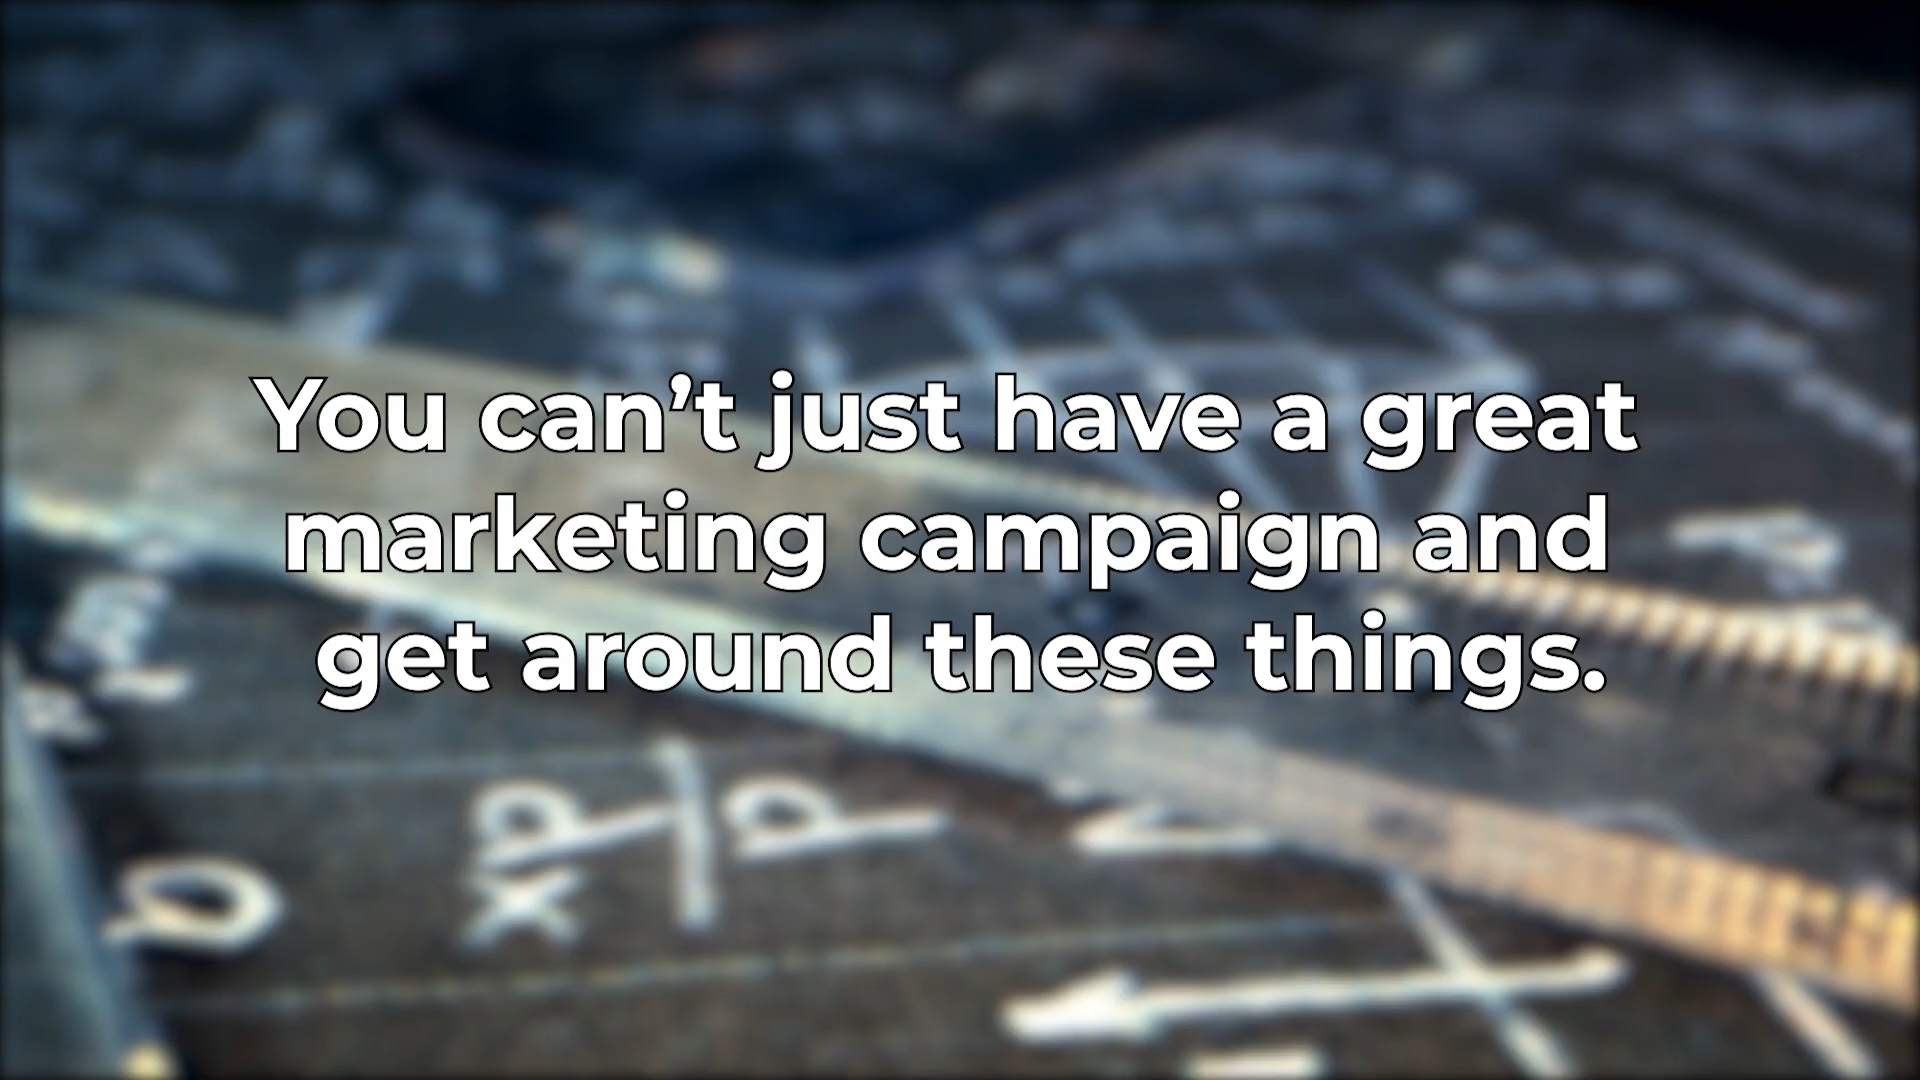 You can’t just have a great
marketing campaign and
get around these things.